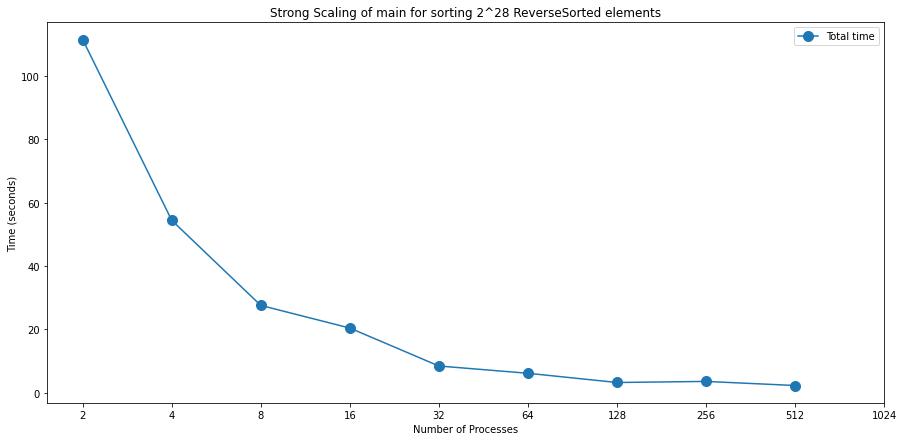 Strong Scaling of main for sorting 2^28 ReverseSorted elements
Total time
100
80
60
40
20
0
Time (seconds)
2 4 8 16 32 64 128 256 512 1024
Number of Processes